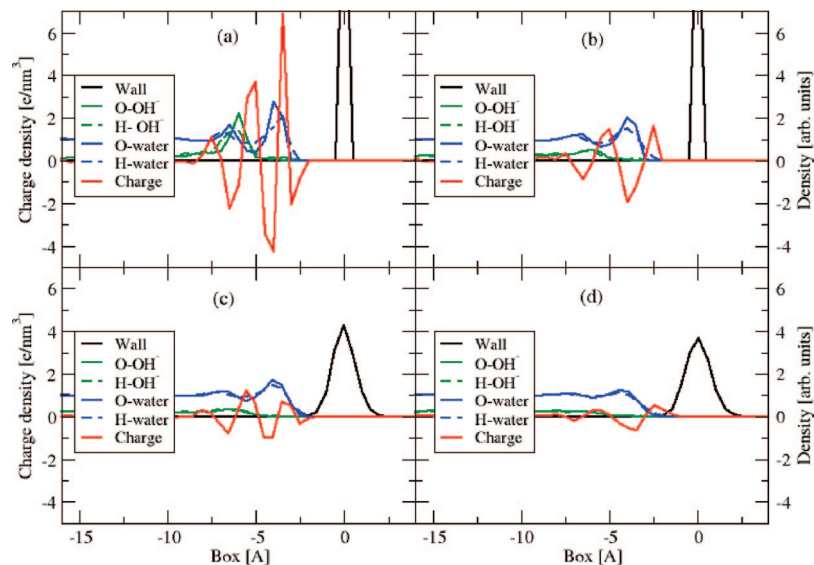 (a)
(b)
Wall
O-OH⁻
H- OH⁻
O-water
H-water
Charge
Wall
O-OH⁻
H-OH⁻
O-water
H-water
Charge
Charge density [e/nm³]
Density [arb. units]
6
4
2
0
-2
-4
6
4
2
0
-2
-4
(c)
(d)
Wall
O-OH⁻
H-OH⁻
O-water
H-water
Charge
Wall
O-OH⁻
H-OH⁻
O-water
H-water
Charge
Charge density [e/nm³]
Density [arb. units]
6
4
2
0
-2
-4
6
4
2
0
-2
-4
-15 -10 -5 0 -15 -10 -5 0
Box [A] Box [A]